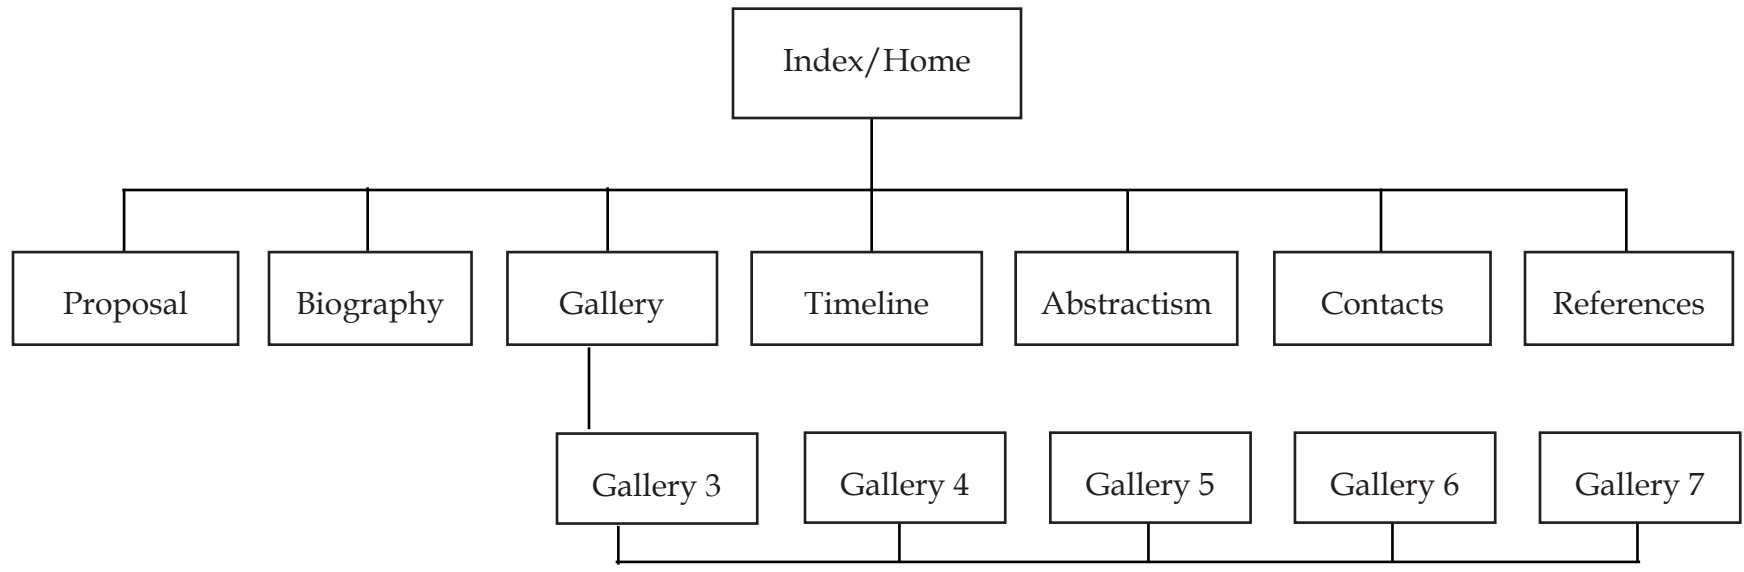 Index/Home
Proposal
Biography
Gallery
Timeline
Abstractism
Contacts
References
Gallery 3
Gallery 4
Gallery 5
Gallery 6
Gallery 7